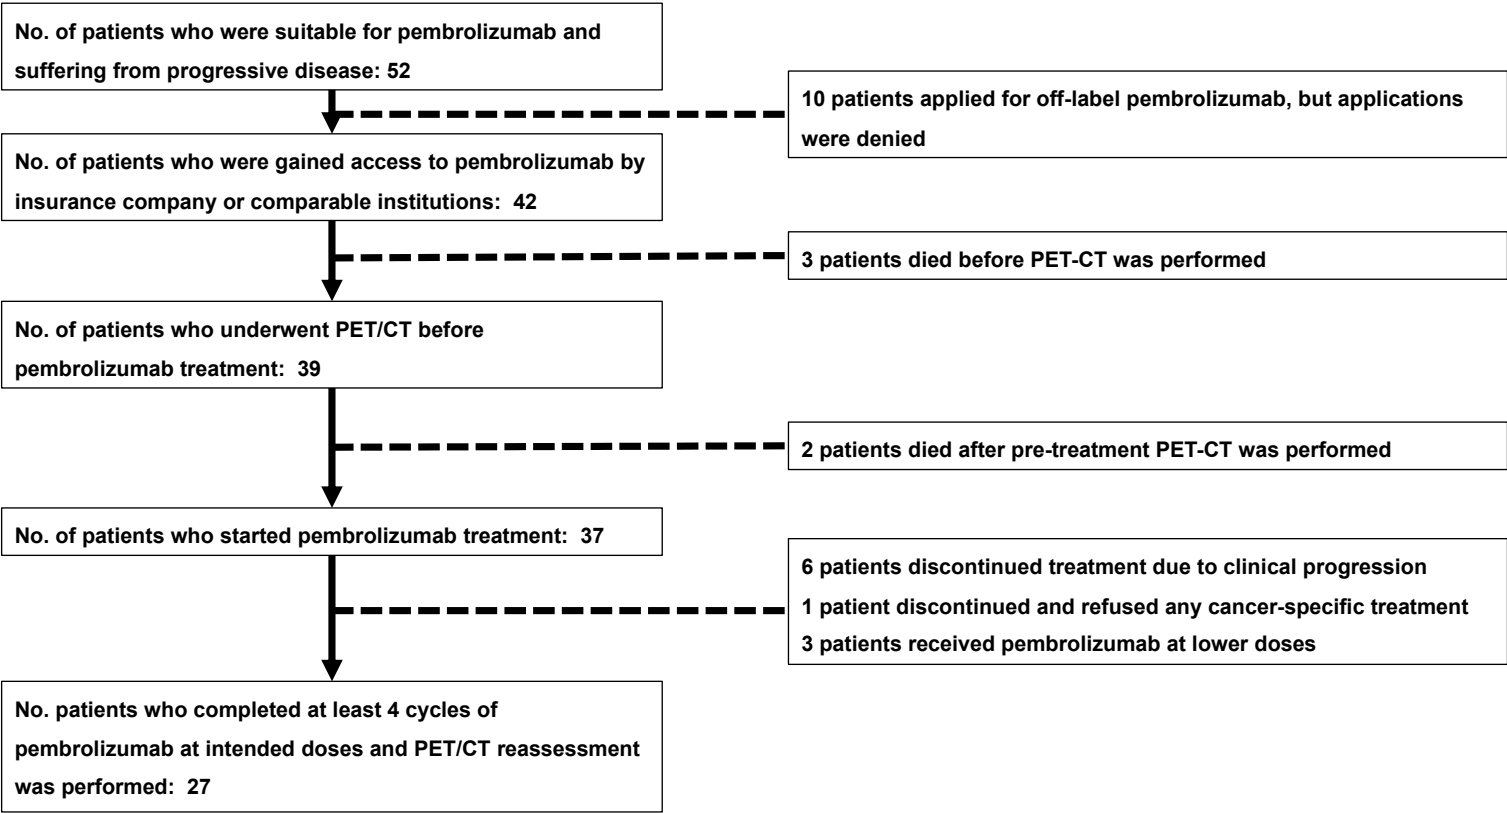 No. of patients who were suitable for pembrolizumab and
suffering from progressive disease: 52
10 patients applied for off-label pembrolizumab, but applications
were denied
No. of patients who were gained access to pembrolizumab by
insurance company or comparable institutions:  42
3 patients died before PET-CT was performed
No. of patients who underwent PET/CT before
pembrolizumab treatment:  39
2 patients died after pre-treatment PET-CT was performed
No. of patients who started pembrolizumab treatment:  37
6 patients discontinued treatment due to clinical progression
1 patient discontinued and refused any cancer-specific treatment
3 patients received pembrolizumab at lower doses
No. patients who completed at least 4 cycles of
pembrolizumab at intended doses and PET/CT reassessment
was performed:  27